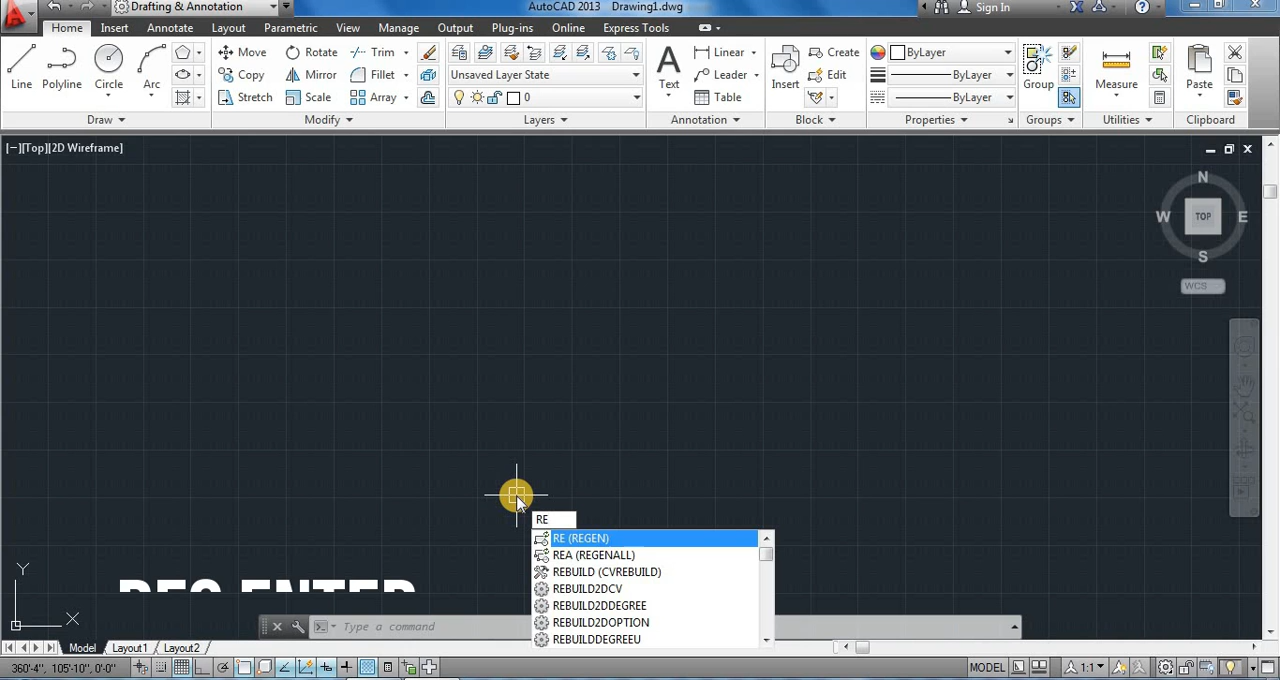 Drafting & Annotation
AutoCAD 2013 Drawing1.dwg
Sign In
Home Insert Annotate Layout Parametric View Manage Plug-ins Output Online Express Tools
Line
Polyline
Circle
Arc
Draw
Move
Rotate
Trim
Copy
Mirror
Fillet
Stretch
Scale
Array
Modify
Unsaved Layer State
0
Layers
Text
Linear
Leader
Table
Annotation
Insert
Create
Edit
Block
ByLayer
ByLayer
ByLayer
Properties
Group
Groups
Measure
Utilities
Paste
Clipboard
[−][Top][2D Wireframe]
N
W TOP E
S
WCS
RE
RE (REGEN)
REA (REGENALL)
REBUILD (CVREBUILD)
REBUILD2DCV
REBUILD2DDEGREE
REBUILD2DOPTION
REBUILDDEGREEU
Y
X
Type a command
Model Layout1 Layout2
360'-4", 105'-10", 0'-0"
MODEL
1:1